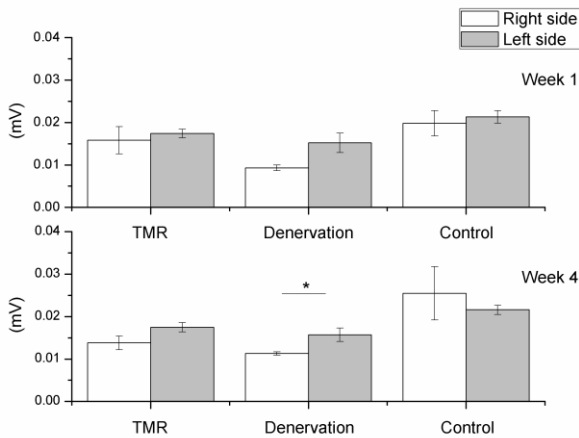 Right side
Left side
Week 1
(mV)
0.04
0.03
0.02
0.01
0.00
TMR Denervation Control
Week 4
(mV)
0.04
0.03
0.02
0.01
0.00
*
TMR Denervation Control